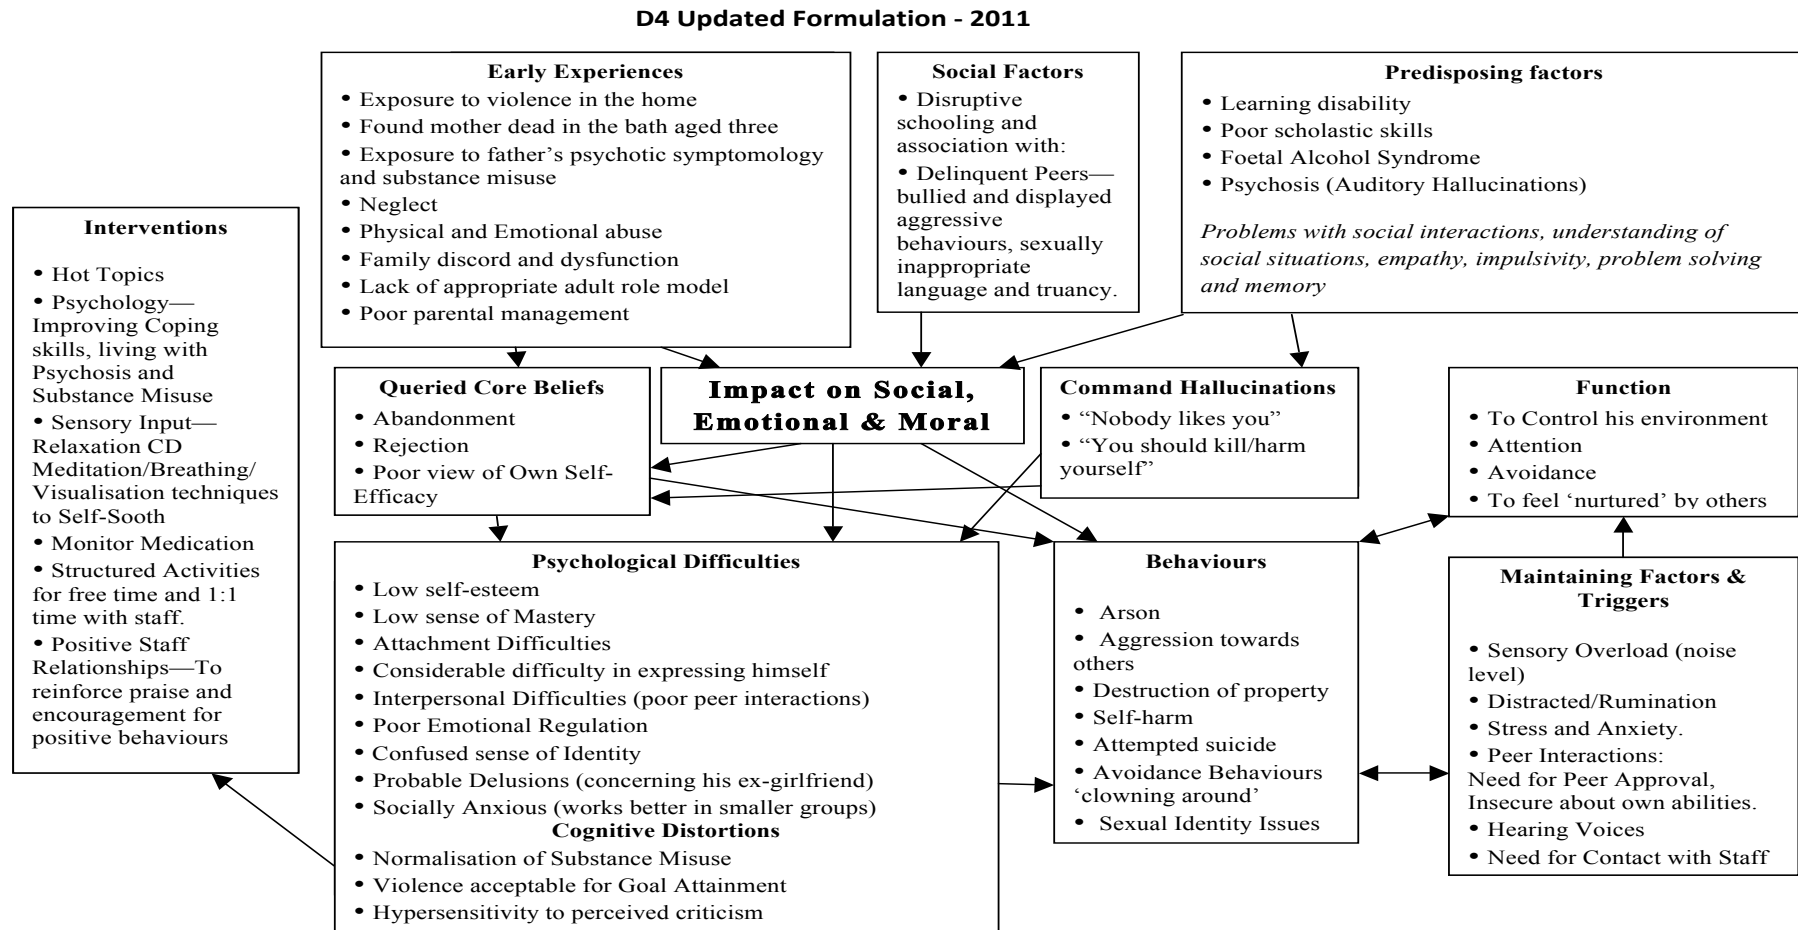 D4 Updated Formulation - 2011
Early Experiences
• Exposure to violence in the home
• Found mother dead in the bath aged three
• Exposure to father’s psychotic symptomology
and substance misuse
• Neglect
• Physical and Emotional abuse
• Family discord and dysfunction
• Lack of appropriate adult role model
• Poor parental management
Social Factors
• Disruptive
schooling and
association with:
• Delinquent Peers—
bullied and displayed
aggressive
behaviours, sexually
inappropriate
language and truancy.
Predisposing factors
• Learning disability
• Poor scholastic skills
• Foetal Alcohol Syndrome
• Psychosis (Auditory Hallucinations)
Problems with social interactions, understanding of
social situations, empathy, impulsivity, problem solving
and memory
Interventions
• Hot Topics
• Psychology—
Improving Coping
skills, living with
Psychosis and
Substance Misuse
• Sensory Input—
Relaxation CD
Meditation/Breathing/
Visualisation techniques
to Self-Sooth
• Monitor Medication
• Structured Activities
for free time and 1:1
time with staff.
• Positive Staff
Relationships—To
reinforce praise and
encouragement for
positive behaviours
Queried Core Beliefs
• Abandonment
• Rejection
• Poor view of Own Self-
Efficacy
Impact on Social,
Emotional & Moral
Command Hallucinations
• “Nobody likes you”
• “You should kill/harm
yourself”
Function
• To Control his environment
• Attention
• Avoidance
• To feel ‘nurtured’ by others
Psychological Difficulties
• Low self-esteem
• Low sense of Mastery
• Attachment Difficulties
• Considerable difficulty in expressing himself
• Interpersonal Difficulties (poor peer interactions)
• Poor Emotional Regulation
• Confused sense of Identity
• Probable Delusions (concerning his ex-girlfriend)
• Socially Anxious (works better in smaller groups)
Cognitive Distortions
• Normalisation of Substance Misuse
• Violence acceptable for Goal Attainment
• Hypersensitivity to perceived criticism
Behaviours
• Arson
• Aggression towards
others
• Destruction of property
• Self-harm
• Attempted suicide
• Avoidance Behaviours
‘clowning around’
• Sexual Identity Issues
Maintaining Factors &
Triggers
• Sensory Overload (noise
level)
• Distracted/Rumination
• Stress and Anxiety.
• Peer Interactions:
Need for Peer Approval,
Insecure about own abilities.
• Hearing Voices
• Need for Contact with Staff